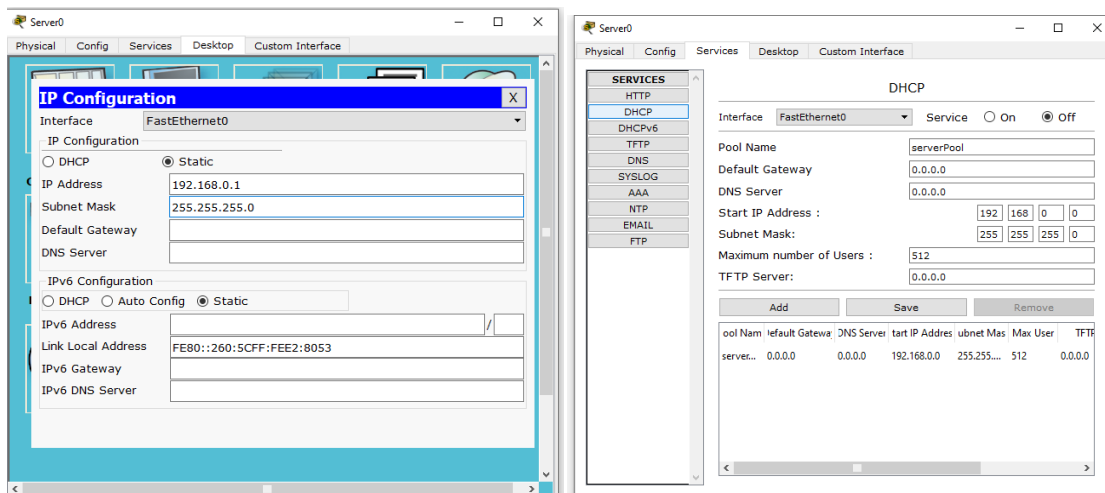 Server0
Physical Config Services Desktop Custom Interface
IP Configuration X
Interface FastEthernet0
IP Configuration
DHCP Static
IP Address 192.168.0.1
Subnet Mask 255.255.255.0
Default Gateway
DNS Server
IPv6 Configuration
DHCP Auto Config Static
IPv6 Address /
Link Local Address FE80::260:5CFF:FEE2:8053
IPv6 Gateway
IPv6 DNS Server
Server0
Physical Config Services Desktop Custom Interface
SERVICES
HTTP
DHCP
DHCPv6
TFTP
DNS
SYSLOG
AAA
NTP
EMAIL
FTP
DHCP
Interface FastEthernet0 Service On Off
Pool Name serverPool
Default Gateway 0.0.0.0
DNS Server 0.0.0.0
Start IP Address : 192 168 0 0
Subnet Mask: 255 255 255 0
Maximum number of Users : 512
TFTP Server: 0.0.0.0
Add Save Remove
ool Nam efault Gatewa DNS Server tart IP Addres ubnet Mas Max User TFTF
server... 0.0.0.0 0.0.0.0 192.168.0.0 255.255.... 512 0.0.0.0